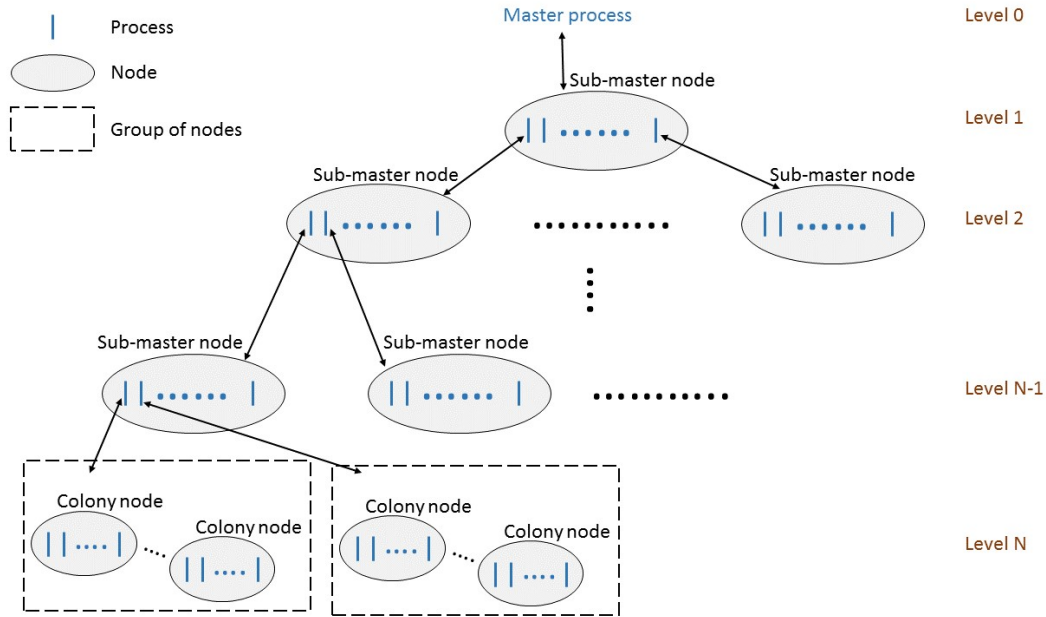 Master process
Level 0
Process
Node
Sub-master node
Level 1
Group of nodes
Sub-master node
Sub-master node
Level 2
Sub-master node
Sub-master node
Level N-1
Colony node
Colony node
Colony node
Colony node
Level N